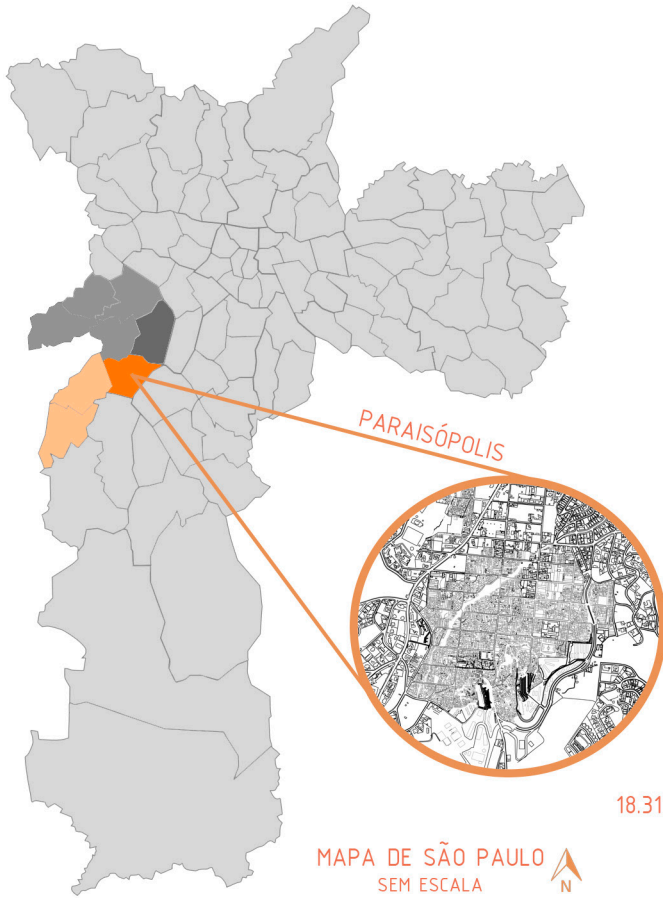 PARAISÓPOLIS
18.31
MAPA DE SÃO PAULO
SEM ESCALA
N